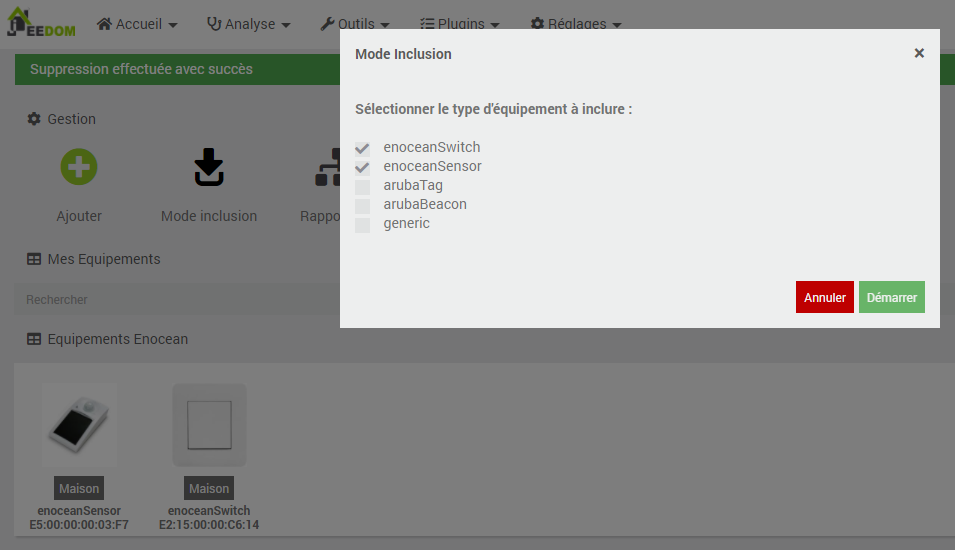 JEEDOM
Accueil
Analyse
Outils
Plugins
Réglages
Suppression effectuée avec succès
Mode Inclusion
×
Sélectionner le type d'équipement à inclure :
enoceanSwitch
enoceanSensor
arubaTag
arubaBeacon
generic
Annuler
Démarrer
Gestion
Ajouter
Mode inclusion
Rappo
Mes Equipements
Rechercher
Equipements Enocean
Maison
enoceanSensor
E5:00:00:00:03:F7
Maison
enoceanSwitch
E2:15:00:00:C6:14